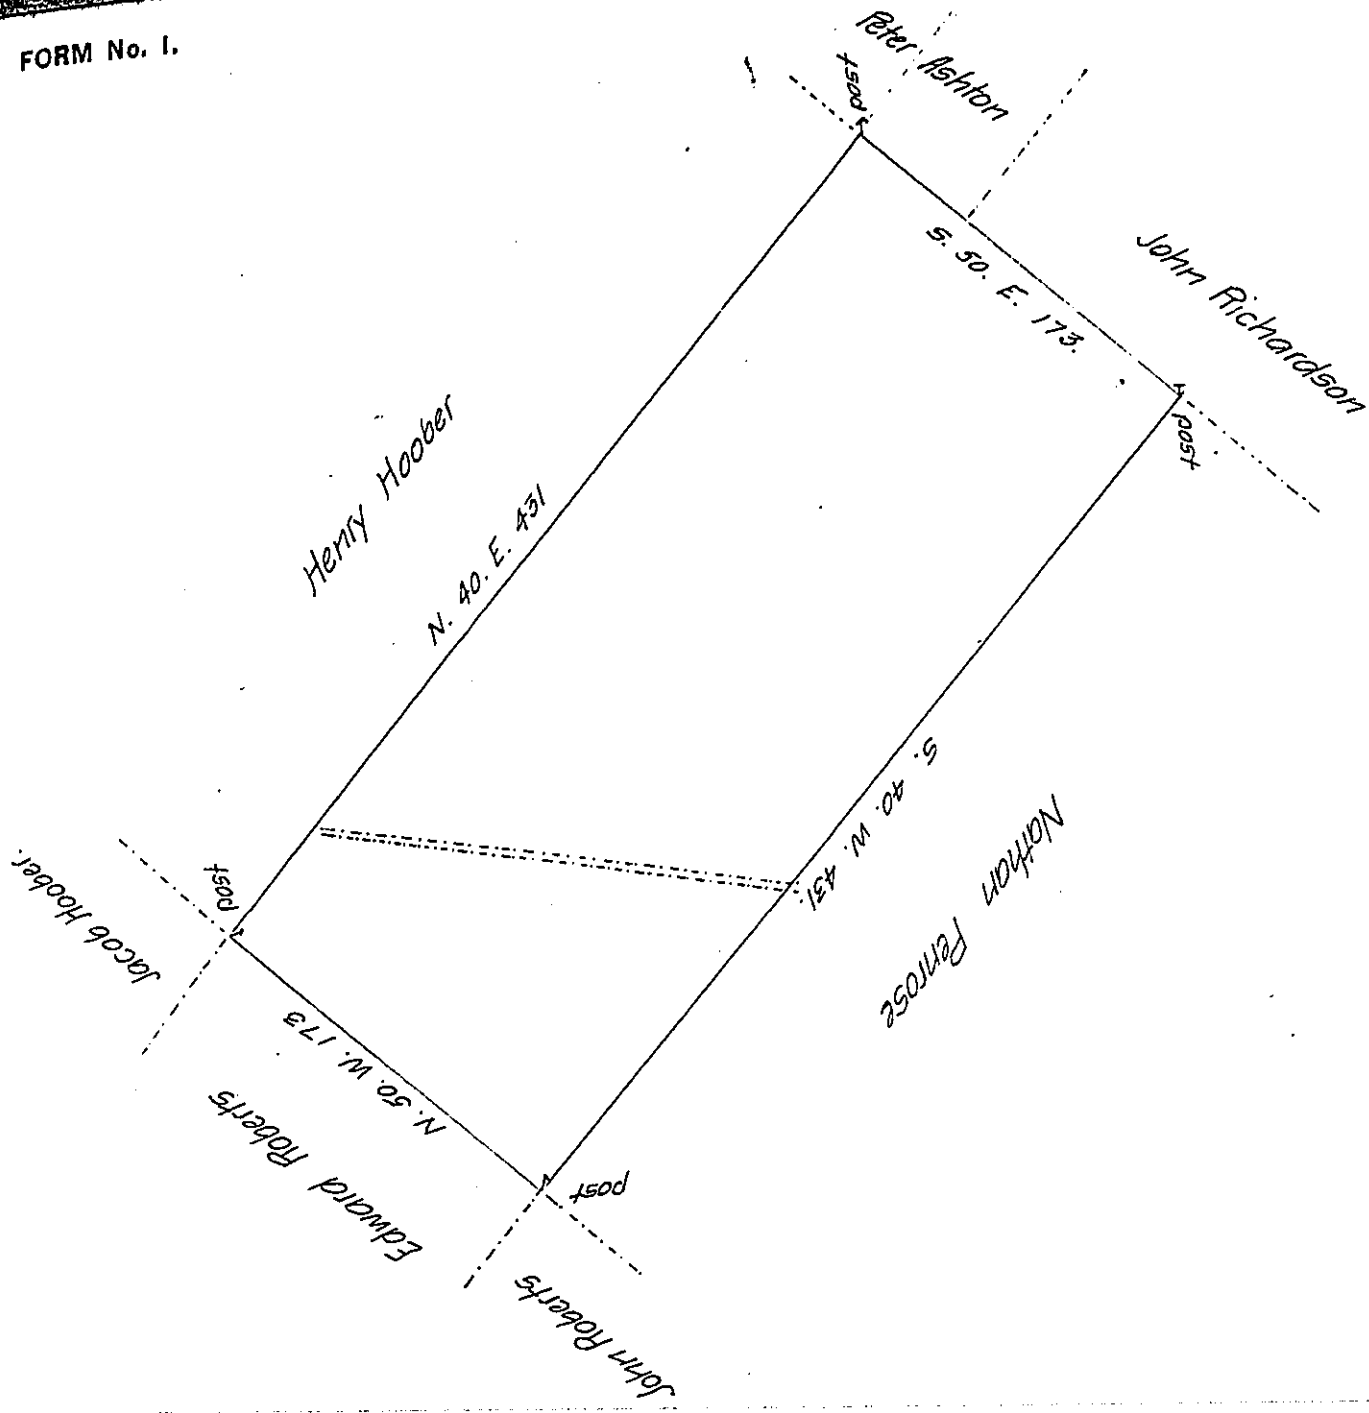 FORM No. 1.
Peter Ashton
post
S. 50. E. 173.
John Richardson
post
Henry Hoober
N. 40. E. 431
S. 40. W. 431.
Nathan Penrose
post
Jacob Hoober.
N. 50. W. 173
Edward Roberts
post
John Roberts